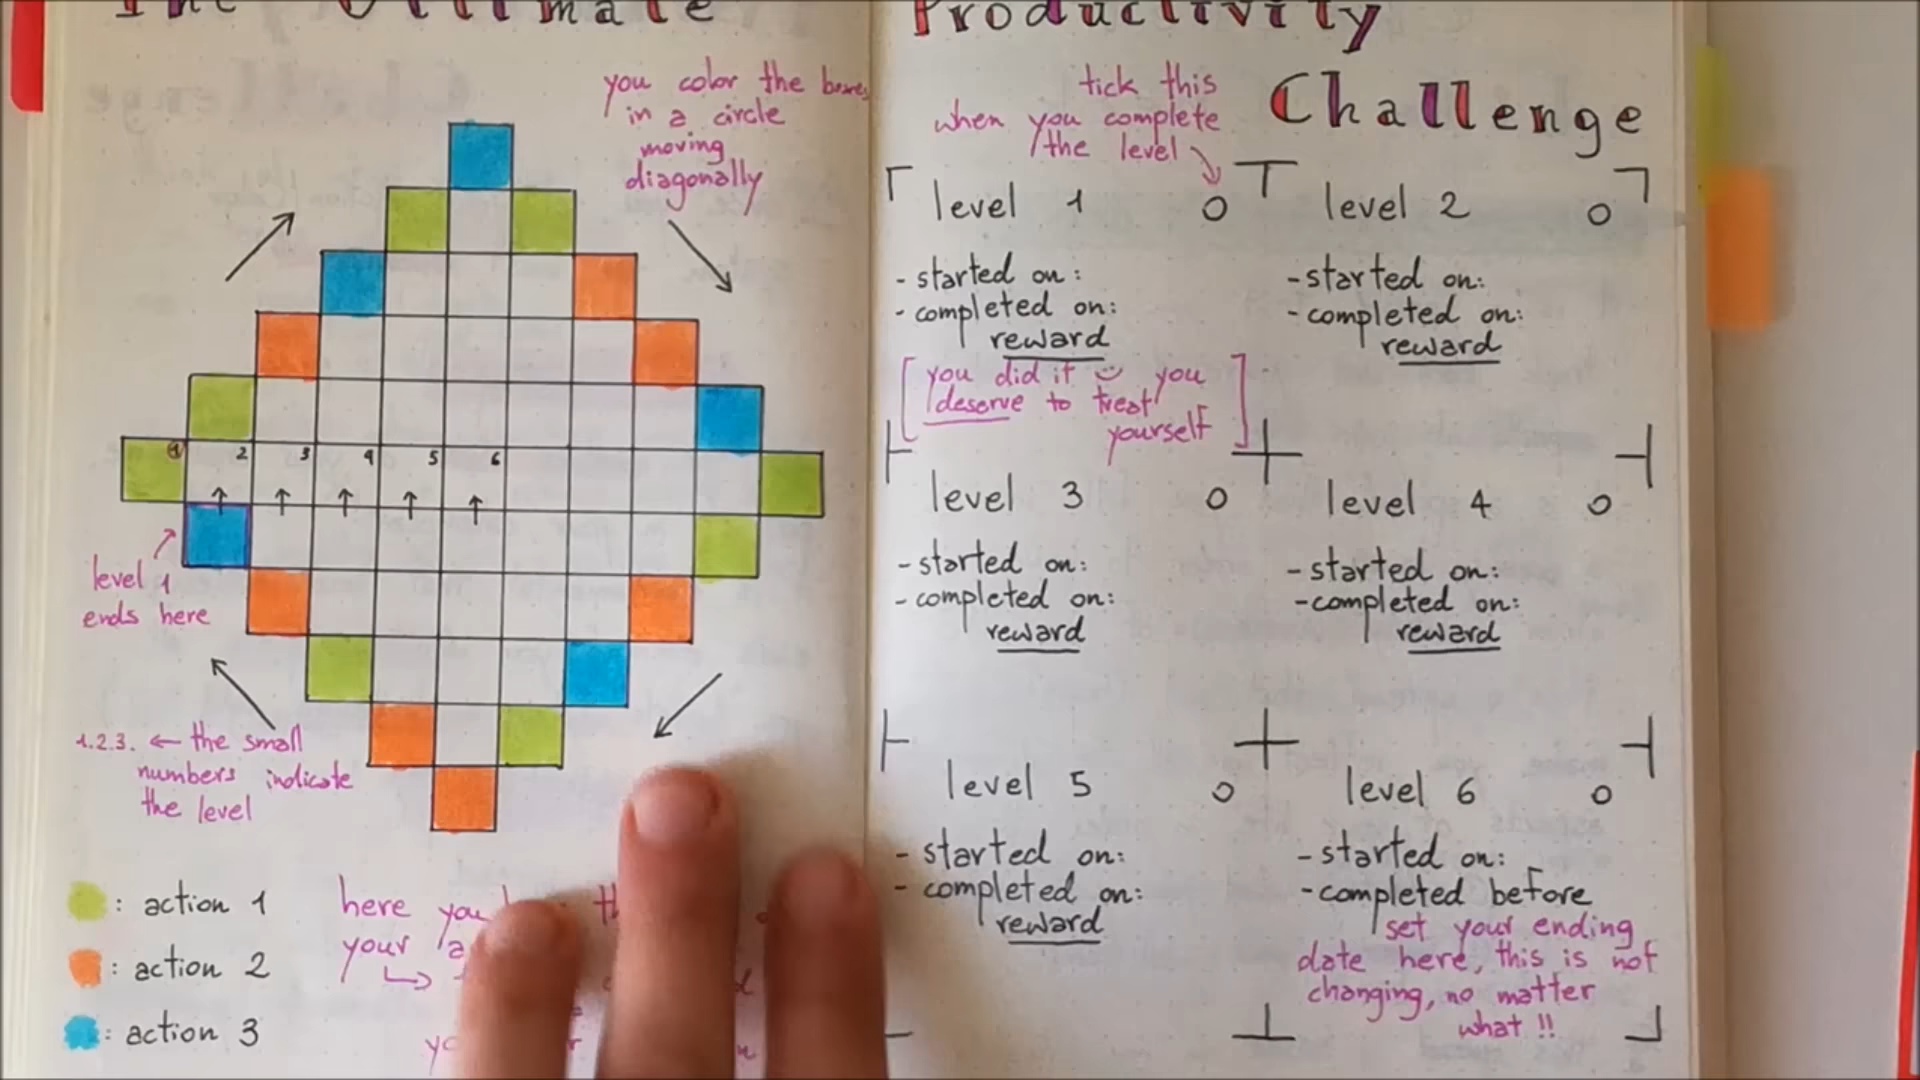 The Ultimate
you color the boxes
in a circle
moving
diagonally
1 2 3 4 5 6
level 1
ends here
1.2.3. ← the small
numbers indicate
the level
: action 1
: action 2
: action 3
here you
your
Productivity
Challenge
tick this
when you complete
the level
level 1
- started on:
- completed on:
reward
you did it you
deserve to treat
yourself
level 2
- started on:
- completed on:
reward
level 3
- started on:
- completed on:
reward
level 4
- started on:
- completed on:
reward
level 5
- started on:
- completed on:
reward
level 6
- started on:
- completed before
set your ending
date here, this is not
changing, no matter
what !!